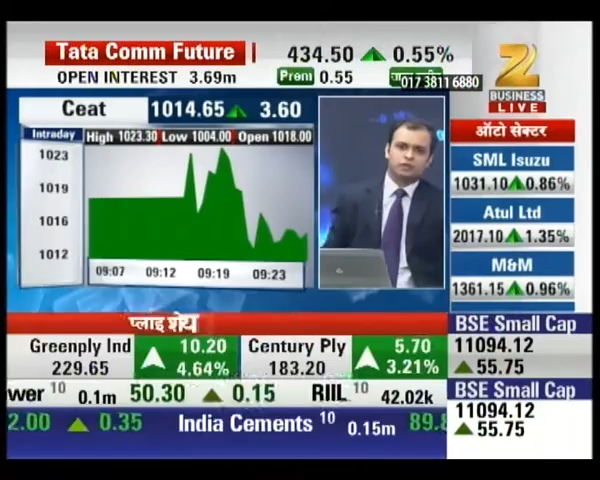 Tata Comm Future
434.50 0.55%
OPEN INTEREST 3.69m
Prem 0.55
017 3811 6880
Z
BUSINESS
LIVE
Ceat 1014.65 3.60
Intraday High 1023.30 Low 1004.00 Open 1018.00
1023
1019
1016
1012
09:07 09:12 09:19 09:23
ऑटो सेक्टर
SML Isuzu
1031.10 0.86%
Atul Ltd
2017.10 1.35%
M&M
1361.15 0.96%
प्लाइ शेय
Greenply Ind 10.20
229.65 4.64%
Century Ply 5.70
183.20 3.21%
BSE Small Cap
11094.12
55.75
BSE Small Cap
11094.12
55.75
wer 10 0.1m 50.30 0.15 RIIL 10 42.02k
2.00 0.35 India Cements 10 0.15m 89.8